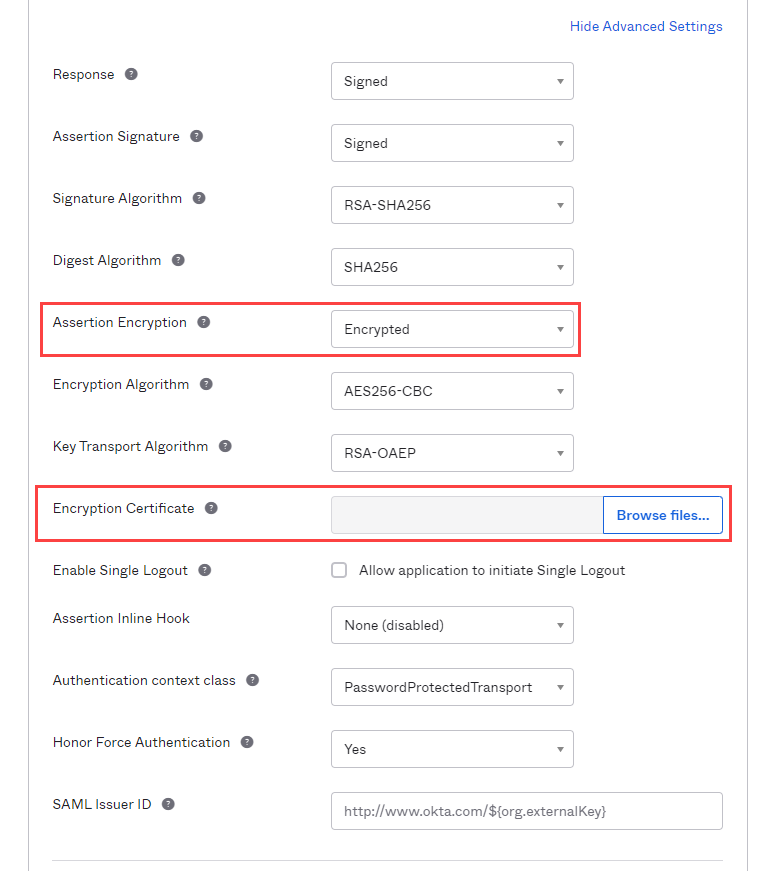 Hide Advanced Settings
Response ?
Signed
Assertion Signature ?
Signed
Signature Algorithm ?
RSA-SHA256
Digest Algorithm ?
SHA256
Assertion Encryption ?
Encrypted
Encryption Algorithm ?
AES256-CBC
Key Transport Algorithm ?
RSA-OAEP
Encryption Certificate ?
Browse files...
Enable Single Logout ?
Allow application to initiate Single Logout
Assertion Inline Hook
None (disabled)
Authentication context class ?
PasswordProtectedTransport
Honor Force Authentication ?
Yes
SAML Issuer ID ?
http://www.okta.com/${org.externalKey}